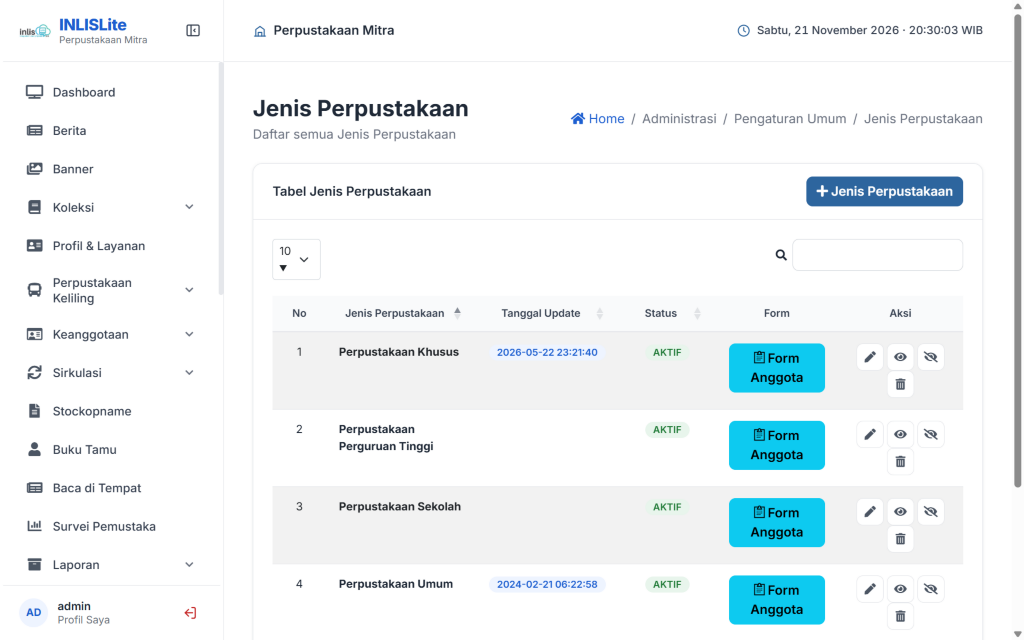 inlis
INLISLite
Perpustakaan Mitra
Perpustakaan Mitra
Sabtu, 21 November 2026 · 20:30:03 WIB
Dashboard
Berita
Banner
Koleksi
Profil & Layanan
Perpustakaan
Keliling
Keanggotaan
Sirkulasi
Stockopname
Buku Tamu
Baca di Tempat
Survei Pemustaka
Laporan
AD
admin
Profil Saya
Jenis Perpustakaan
Daftar semua Jenis Perpustakaan
Home / Administrasi / Pengaturan Umum / Jenis Perpustakaan
Tabel Jenis Perpustakaan
Jenis Perpustakaan
10
No Jenis Perpustakaan Tanggal Update Status Form Aksi
1 Perpustakaan Khusus 2026-05-22 23:21:40 AKTIF Form
Anggota
2 Perpustakaan
Perguruan Tinggi AKTIF Form
Anggota
3 Perpustakaan Sekolah AKTIF Form
Anggota
4 Perpustakaan Umum 2024-02-21 06:22:58 AKTIF Form
Anggota